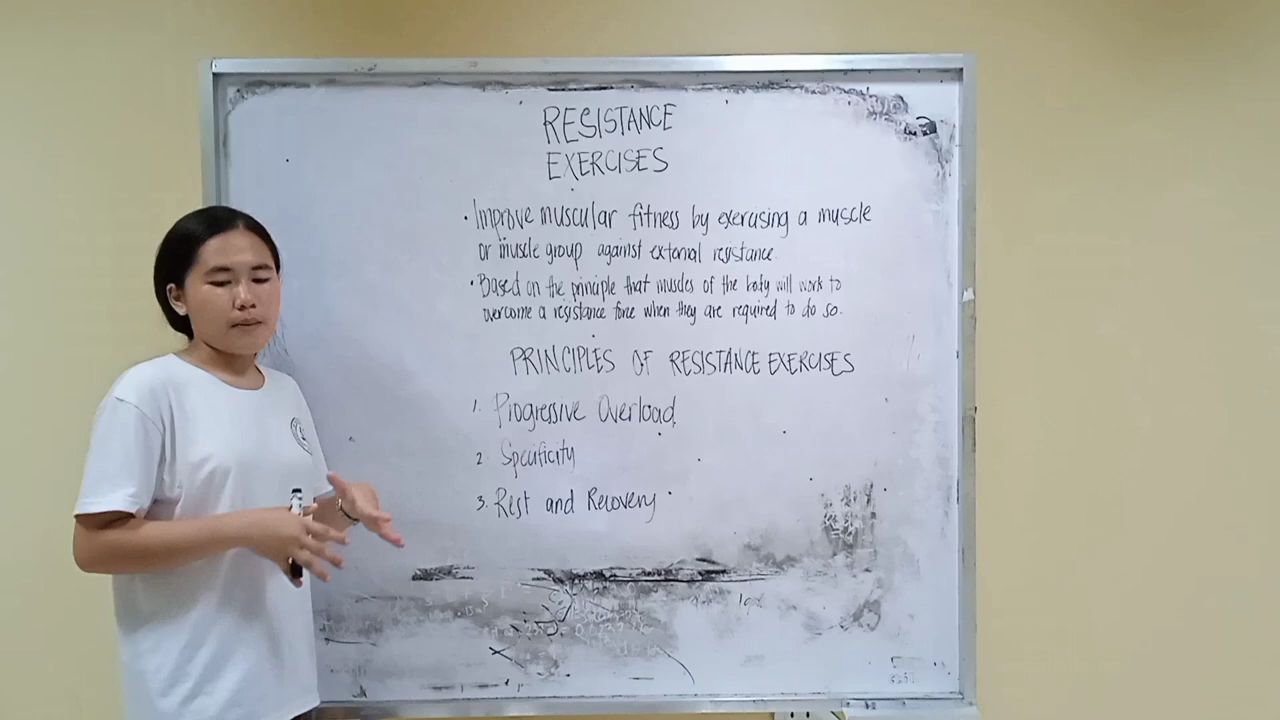 RESISTANCE
EXERCISES
• Improve muscular fitness by exercising a muscle
or muscle group against external resistance.
• Based on the principle that muscles of the body will work to
overcome a resistance force when they are required to do so.
PRINCIPLES OF RESISTANCE EXERCISES
1. Progressive Overload
2. Specificity
3. Rest and Recovery